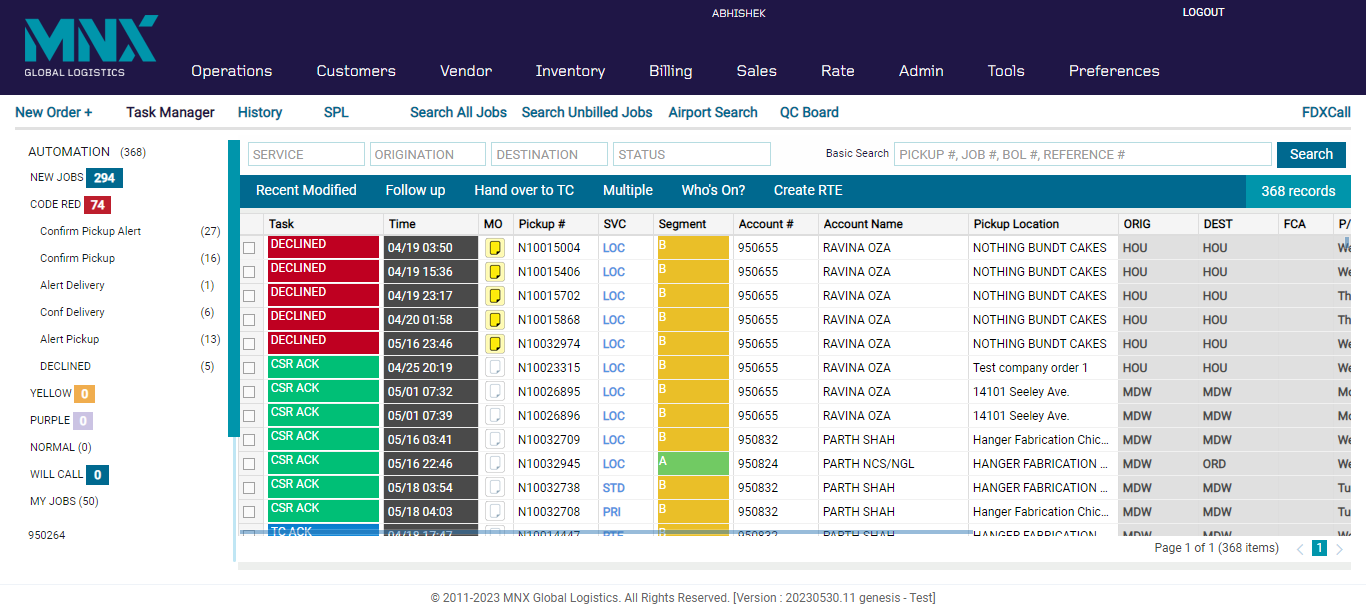 ABHISHEK LOGOUT
MNX
GLOBAL LOGISTICS
Operations Customers Vendor Inventory Billing Sales Rate Admin Tools Preferences
New Order + Task Manager History SPL Search All Jobs Search Unbilled Jobs Airport Search QC Board FDXCall
AUTOMATION (368)
NEW JOBS 294
CODE RED 74
Confirm Pickup Alert (27)
Confirm Pickup (16)
Alert Delivery (1)
Conf Delivery (6)
Alert Pickup (13)
DECLINED (5)
YELLOW 0
PURPLE 0
NORMAL (0)
WILL CALL 0
MY JOBS (50)
950264
SERVICE ORIGINATION DESTINATION STATUS Basic Search PICKUP #, JOB #, BOL #, REFERENCE # Search
Recent Modified Follow up Hand over to TC Multiple Who's On? Create RTE 368 records
Task Time MO Pickup # SVC Segment Account # Account Name Pickup Location ORIG DEST FCA P/
DECLINED 04/19 03:50 N10015004 LOC B 950655 RAVINA OZA NOTHING BUNDT CAKES HOU HOU We
DECLINED 04/19 15:36 N10015406 LOC B 950655 RAVINA OZA NOTHING BUNDT CAKES HOU HOU We
DECLINED 04/19 23:17 N10015702 LOC B 950655 RAVINA OZA NOTHING BUNDT CAKES HOU HOU Th
DECLINED 04/20 01:58 N10015868 LOC B 950655 RAVINA OZA NOTHING BUNDT CAKES HOU HOU Th
DECLINED 05/16 23:46 N10032974 LOC B 950655 RAVINA OZA NOTHING BUNDT CAKES HOU HOU We
CSR ACK 04/25 20:19 N10023315 LOC B 950655 RAVINA OZA Test company order 1 HOU HOU We
CSR ACK 05/01 07:32 N10026895 LOC B 950655 RAVINA OZA 14101 Seeley Ave. MDW MDW Mo
CSR ACK 05/01 07:39 N10026896 LOC B 950655 RAVINA OZA 14101 Seeley Ave. MDW MDW Mo
CSR ACK 05/16 03:41 N10032709 LOC B 950832 PARTH SHAH Hanger Fabrication Chic... MDW MDW We
CSR ACK 05/16 22:46 N10032945 LOC A 950824 PARTH NCS/NGL HANGER FABRICATION ... MDW ORD We
CSR ACK 05/18 03:54 N10032738 STD B 950832 PARTH SHAH HANGER FABRICATION ... MDW MDW Tu
CSR ACK 05/18 04:03 N10032708 PRI B 950832 PARTH SHAH HANGER FABRICATION ... MDW MDW Tu
TC ACK 04/18 17:47 N10014447 RTE B 950832 PARTH SHAH HANGER FABRICATION MDW MDW We
Page 1 of 1 (368 items) 1
© 2011-2023 MNX Global Logistics. All Rights Reserved. [Version : 20230530.11 genesis - Test]